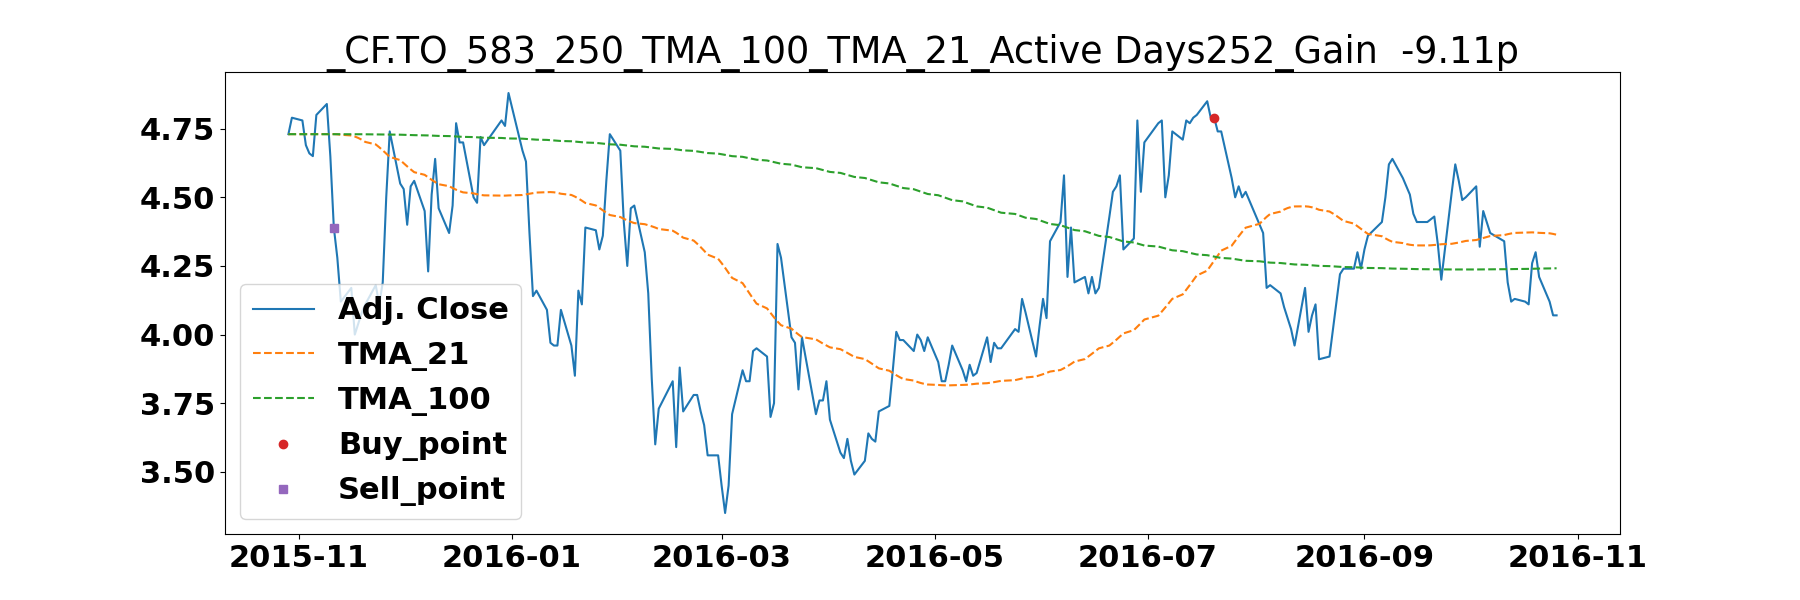 _CF.TO_583_250_TMA_100_TMA_21_Active Days252_Gain  -9.11p
4.75
4.50
4.25
4.00
3.75
3.50
Adj. Close
TMA_21
TMA_100
Buy_point
Sell_point
2015-11 2016-01 2016-03 2016-05 2016-07 2016-09 2016-11